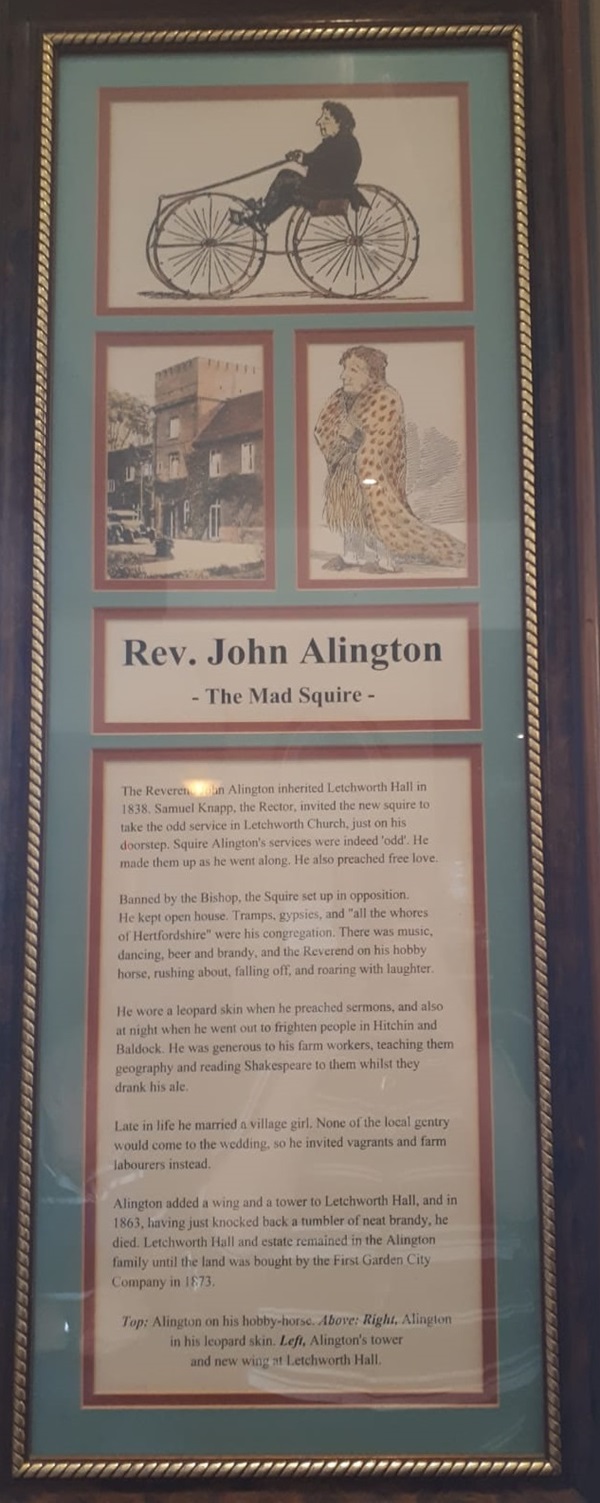 Rev. John Alington
- The Mad Squire -
The Reverend John Alington inherited Letchworth Hall in
1838. Samuel Knapp, the Rector, invited the new squire to
take the odd service in Letchworth Church, just on his
doorstep. Squire Alington's services were indeed 'odd'. He
made them up as he went along. He also preached free love.
Banned by the Bishop, the Squire set up in opposition.
He kept open house. Tramps, gypsies, and "all the whores
of Hertfordshire" were his congregation. There was music,
dancing, beer and brandy, and the Reverend on his hobby
horse, rushing about, falling off, and roaring with laughter.
He wore a leopard skin when he preached sermons, and also
at night when he went out to frighten people in Hitchin and
Baldock. He was generous to his farm workers, teaching them
geography and reading Shakespeare to them whilst they
drank his ale.
Late in life he married a village girl. None of the local gentry
would come to the wedding, so he invited vagrants and farm
labourers instead.
Alington added a wing and a tower to Letchworth Hall, and in
1863, having just knocked back a tumbler of neat brandy, he
died. Letchworth Hall and estate remained in the Alington
family until the land was bought by the First Garden City
Company in 1873.
Top: Alington on his hobby-horse. Above: Right, Alington
in his leopard skin. Left, Alington's tower
and new wing at Letchworth Hall.